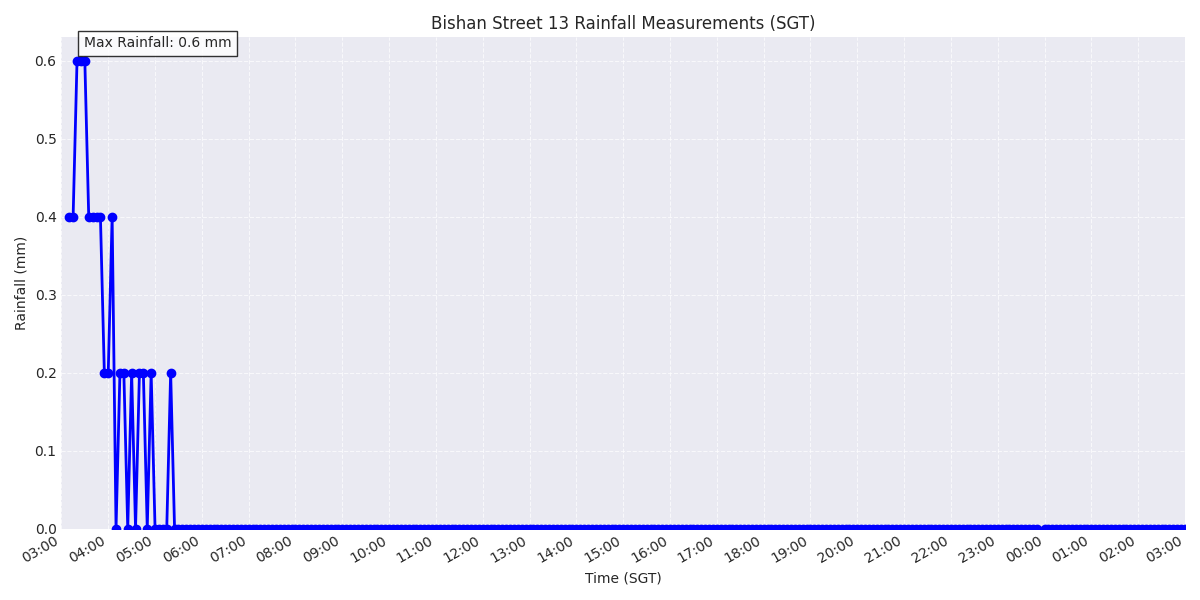 Bishan Street 13 Rainfall Measurements (SGT)
Max Rainfall: 0.6 mm
0.6
0.5
0.4
0.3
0.2
0.1
0.0
Rainfall (mm)
03:00 04:00 05:00 06:00 07:00 08:00 09:00 10:00 11:00 12:00 13:00 14:00 15:00 16:00 17:00 18:00 19:00 20:00 21:00 22:00 23:00 00:00 01:00 02:00 03:00
Time (SGT)